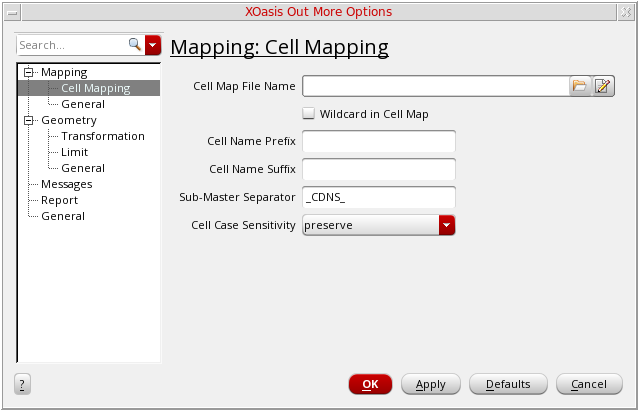 XOasis Out More Options
Search...
Mapping
Cell Mapping
General
Geometry
Transformation
Limit
General
Messages
Report
General
Mapping: Cell Mapping
Cell Map File Name
Wildcard in Cell Map
Cell Name Prefix
Cell Name Suffix
Sub-Master Separator _CDNS_
Cell Case Sensitivity preserve
? OK Apply Defaults Cancel